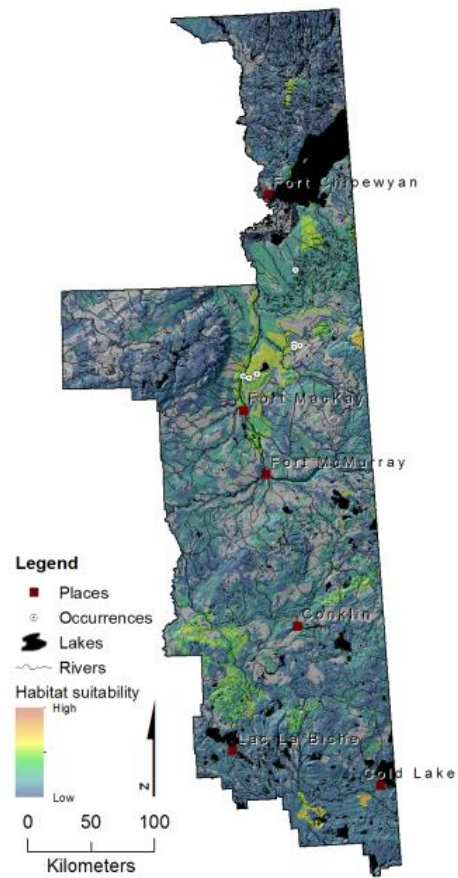 Fort Chipewyan
Fort MacKay
Fort McMurray
Conklin
Lac La Biche
Cold Lake
Legend
Places
Occurrences
Lakes
Rivers
Habitat suitability
High
Low
N
0 50 100
Kilometers